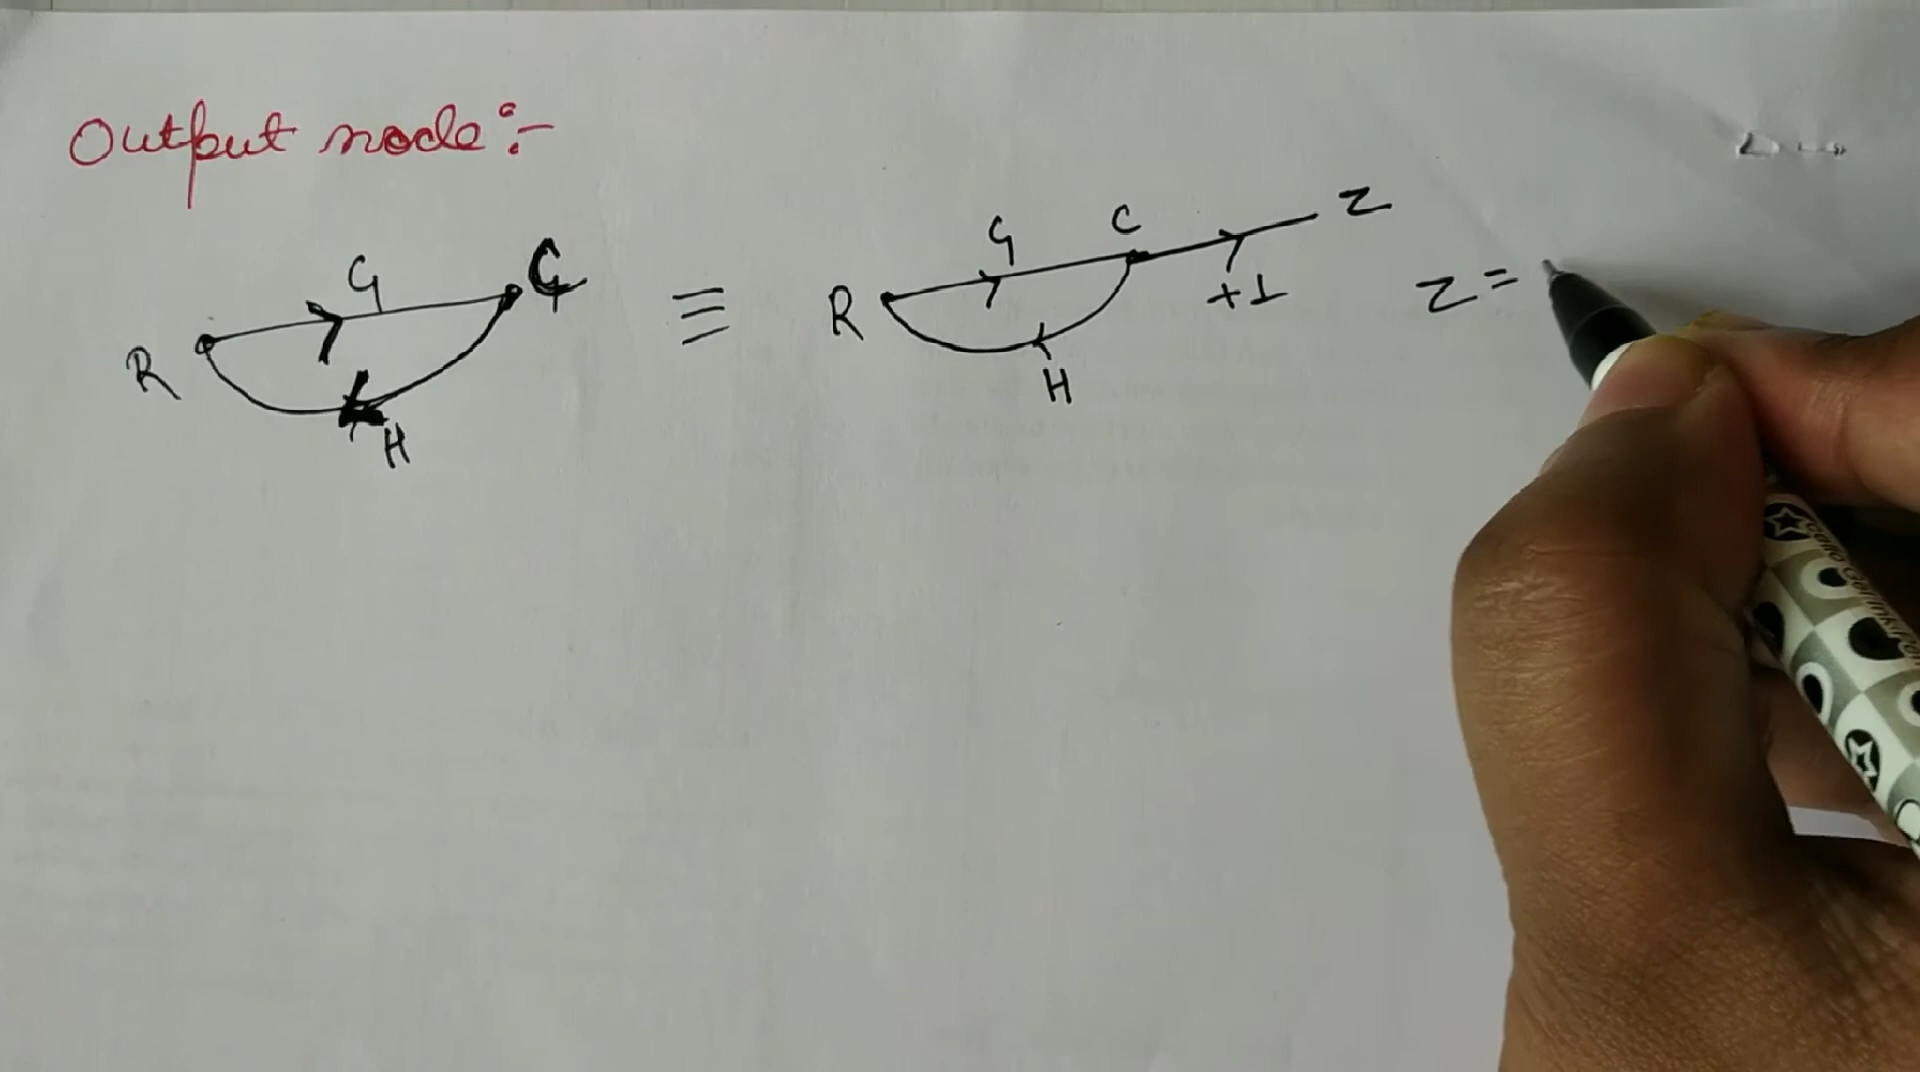 Output node:-
R G C H
≡
R G C H +1 Z
Z =